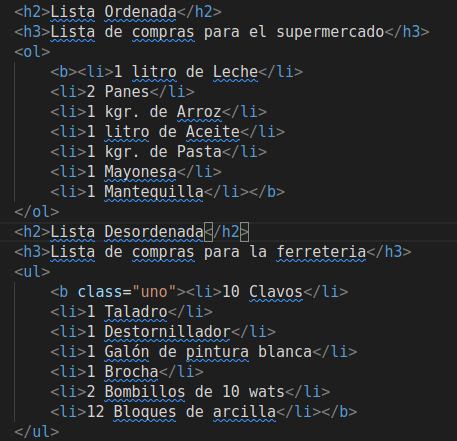 <h2>Lista Ordenada</h2>
<h3>Lista de compras para el supermercado</h3>
<ol>
<b><li>1 litro de Leche</li>
<li>2 Panes</li>
<li>1 kgr. de Arroz</li>
<li>1 litro de Aceite</li>
<li>1 kgr. de Pasta</li>
<li>1 Mayonesa</li>
<li>1 Mantequilla</li></b>
</ol>
<h2>Lista Desordenada</h2>
<h3>Lista de compras para la ferreteria</h3>
<ul>
<b class="uno"><li>10 Clavos</li>
<li>1 Taladro</li>
<li>1 Destornillador</li>
<li>1 Galón de pintura blanca</li>
<li>1 Brocha</li>
<li>2 Bombillos de 10 wats</li>
<li>12 Bloques de arcilla</li></b>
</ul>